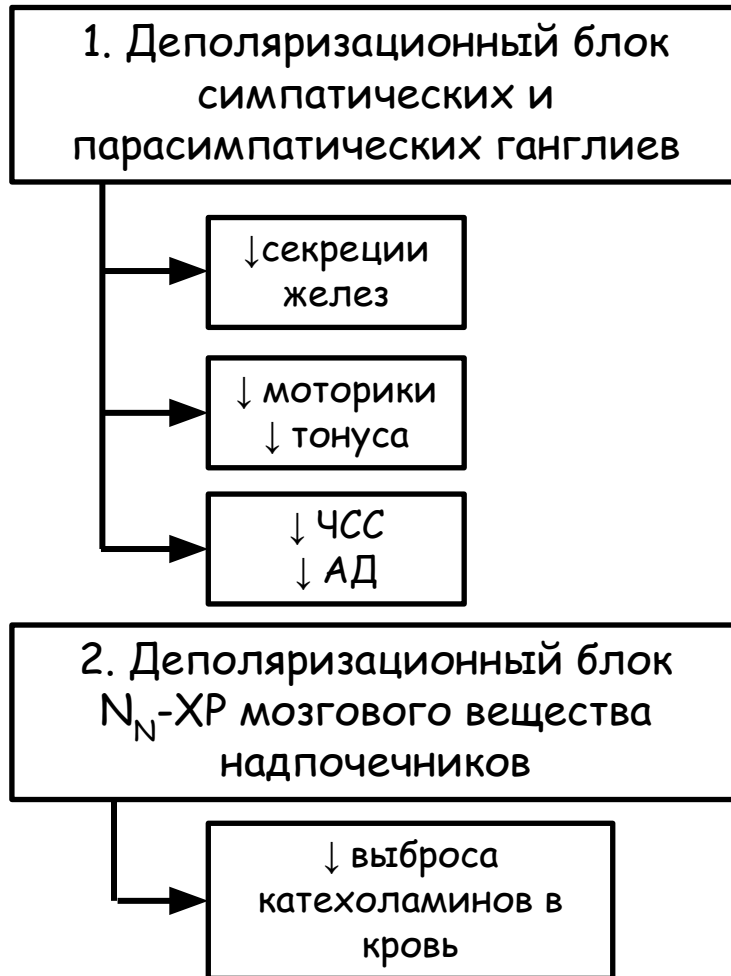 1. Деполяризационный блок
симпатических и
парасимпатических ганглиев
↓секреции
желез
↓ моторики
↓ тонуса
↓ ЧСС
↓ АД
2. Деполяризационный блок
N_N-ХР мозгового вещества
надпочечников
↓ выброса
катехоламинов в
кровь